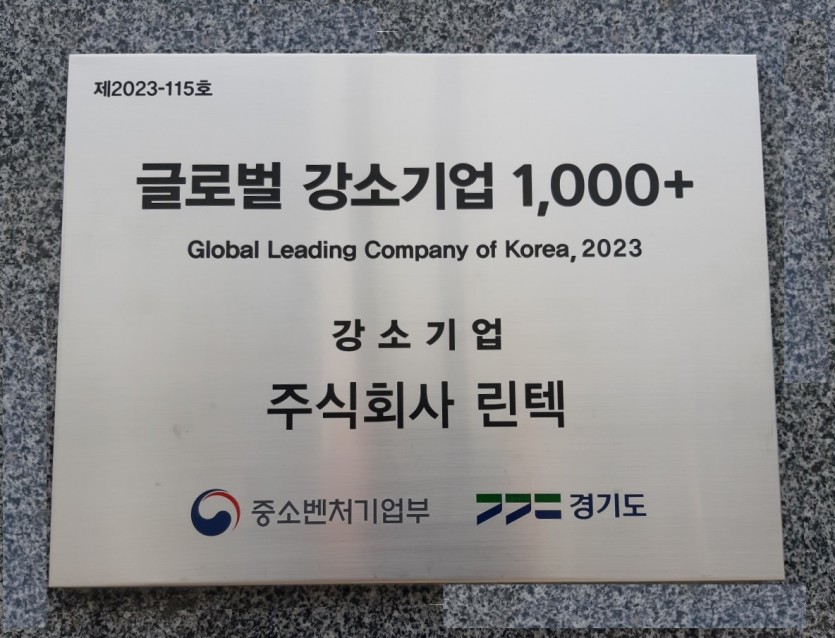 제2023-115호
글로벌 강소기업 1,000+
Global Leading Company of Korea, 2023
강소기업
주식회사 린텍
중소벤처기업부 경기도